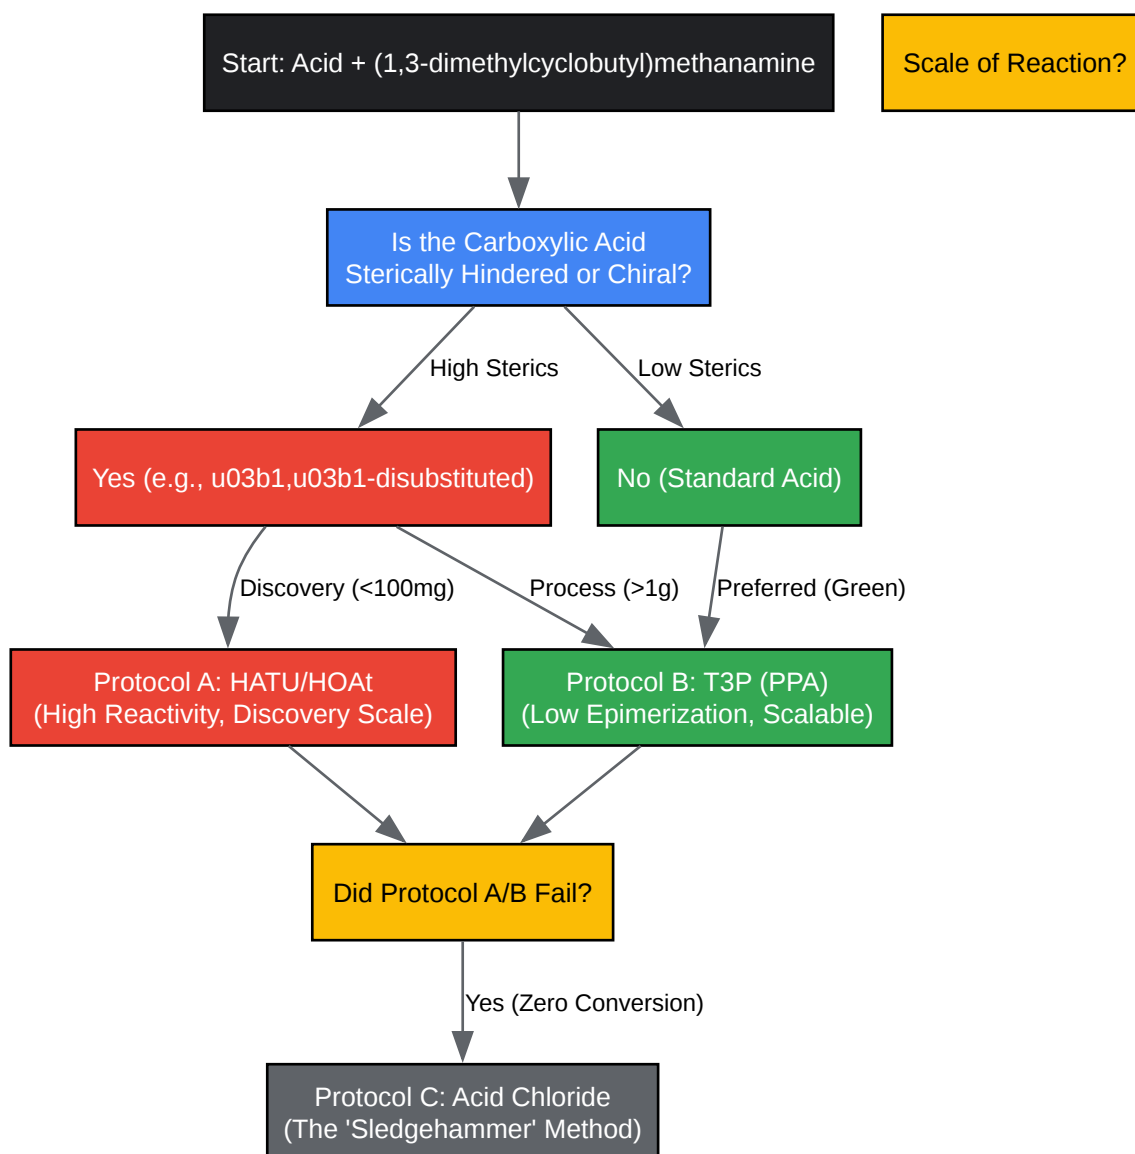 Start: Acid + (1,3-dimethylcyclobutyl)methanamine
Scale of Reaction?
Is the Carboxylic Acid
Sterically Hindered or Chiral?
High Sterics
Low Sterics
Yes (e.g., u03b1,u03b1-disubstituted)
No (Standard Acid)
Discovery (<100mg)
Process (>1g)
Preferred (Green)
Protocol A: HATU/HOAt
(High Reactivity, Discovery Scale)
Protocol B: T3P (PPA)
(Low Epimerization, Scalable)
Did Protocol A/B Fail?
Yes (Zero Conversion)
Protocol C: Acid Chloride
(The 'Sledgehammer' Method)